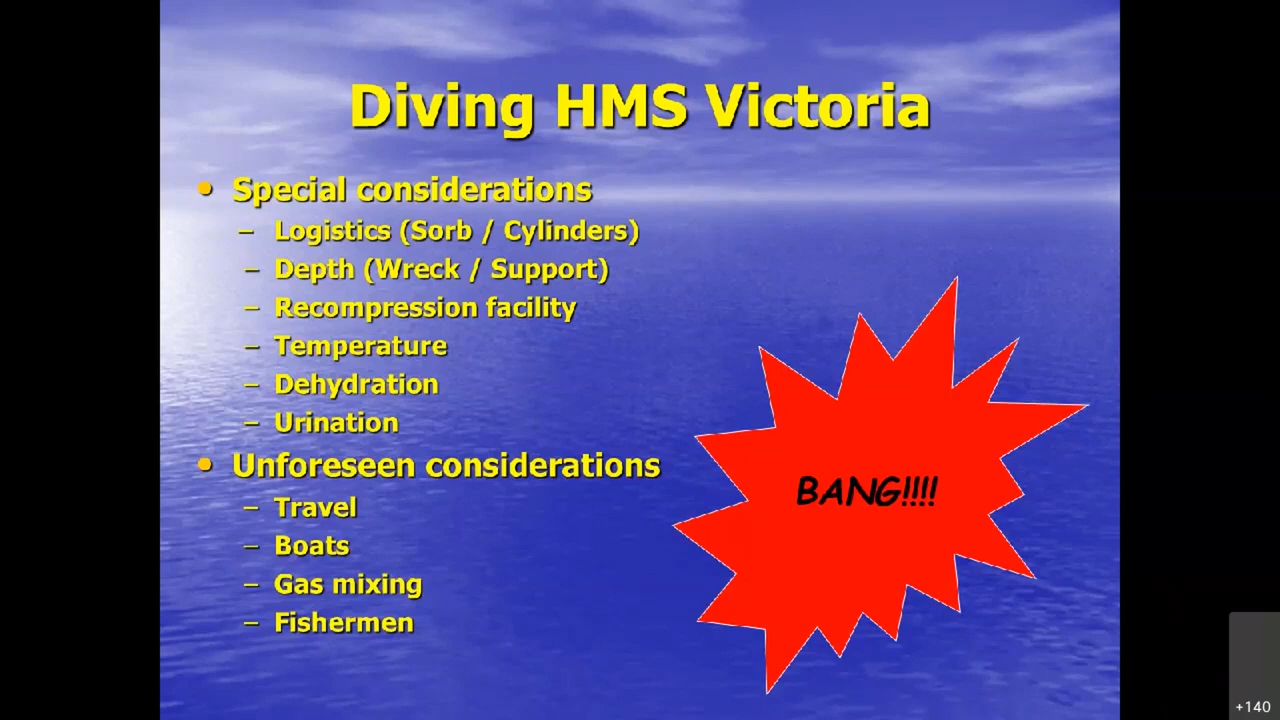 Diving HMS Victoria
• Special considerations
– Logistics (Sorb / Cylinders)
– Depth (Wreck / Support)
– Recompression facility
– Temperature
– Dehydration
– Urination
• Unforeseen considerations
– Travel
– Boats
– Gas mixing
– Fishermen
BANG!!!!
+140